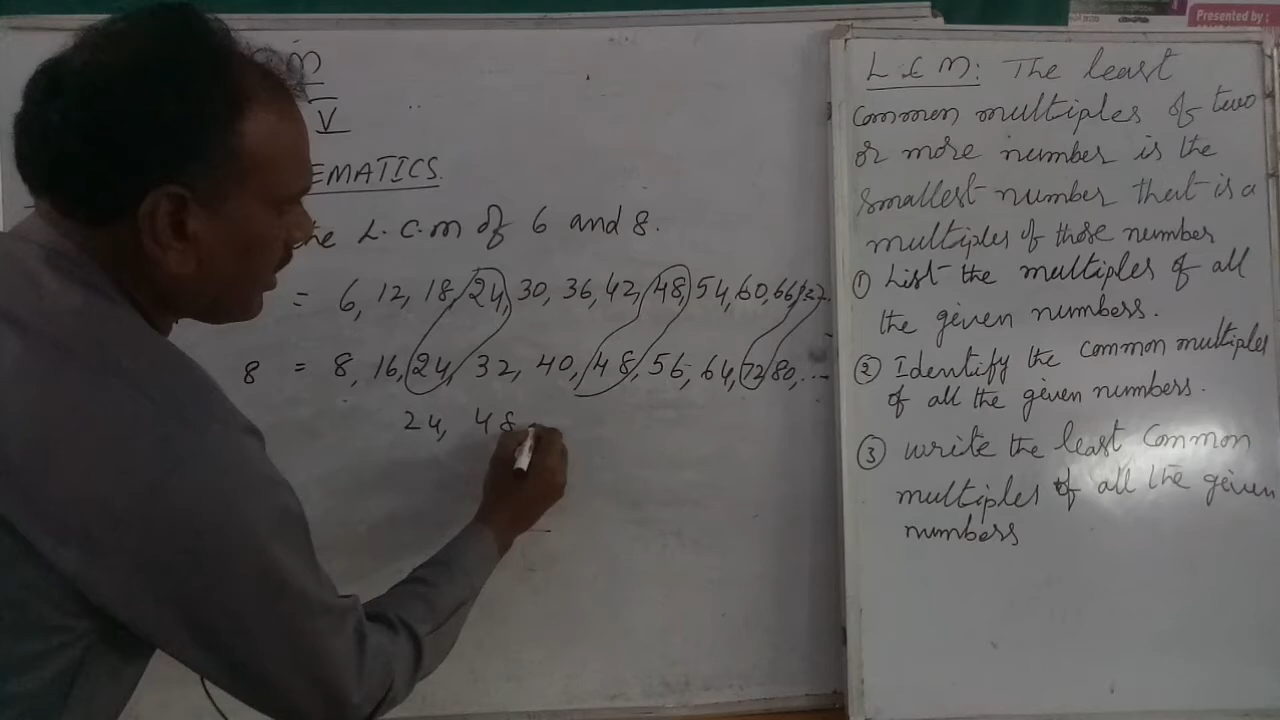 V
EMATICS.
the L.C.M of 6 and 8.
= 6, 12, 18, 24, 30, 36, 42, 48, 54, 60, 66, 72.
8 = 8, 16, 24, 32, 40, 48, 56, 64, 72, 80, ...
24, 48
Presented by :
L.C.M: The least
common multiples of two
or more number is the
smallest number that is a
multiples of those number
① List the multiples of all
the given numbers.
② Identify the common multiples
of all the given numbers.
③ write the least common
multiples of all the given
numbers